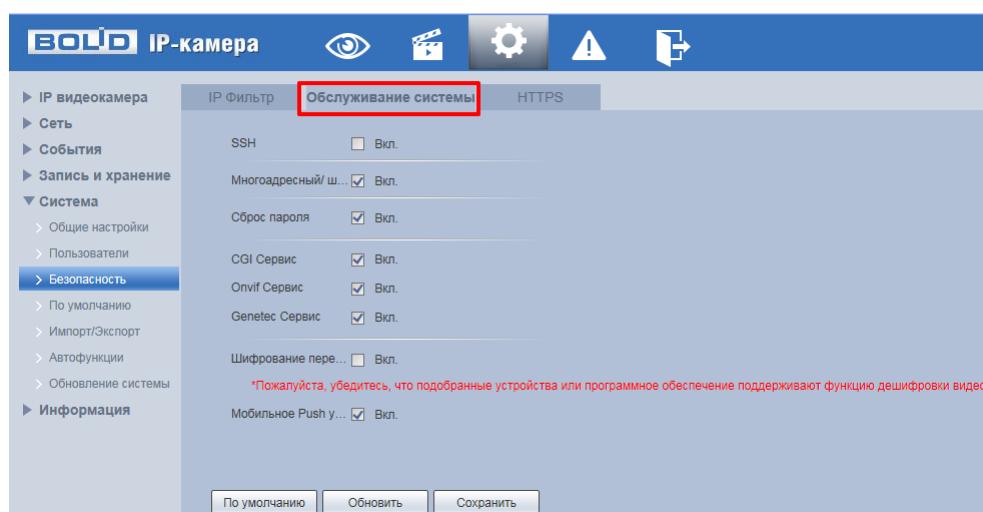 BOLID IP-камера
IP видеокамера
Сеть
События
Запись и хранение
Система
Общие настройки
Пользователи
Безопасность
По умолчанию
Импорт/Экспорт
Автофункции
Обновление системы
Информация
IP Фильтр Обслуживание системы HTTPS
SSH Вкл.
Многоадресный/ ш... Вкл.
Сброс пароля Вкл.
CGI Сервис Вкл.
Onvif Сервис Вкл.
Genetec Сервис Вкл.
Шифрование пере... Вкл.
*Пожалуйста, убедитесь, что подобранные устройства или программное обеспечение поддерживают функцию дешифровки видео
Мобильное Push у... Вкл.
По умолчанию Обновить Сохранить